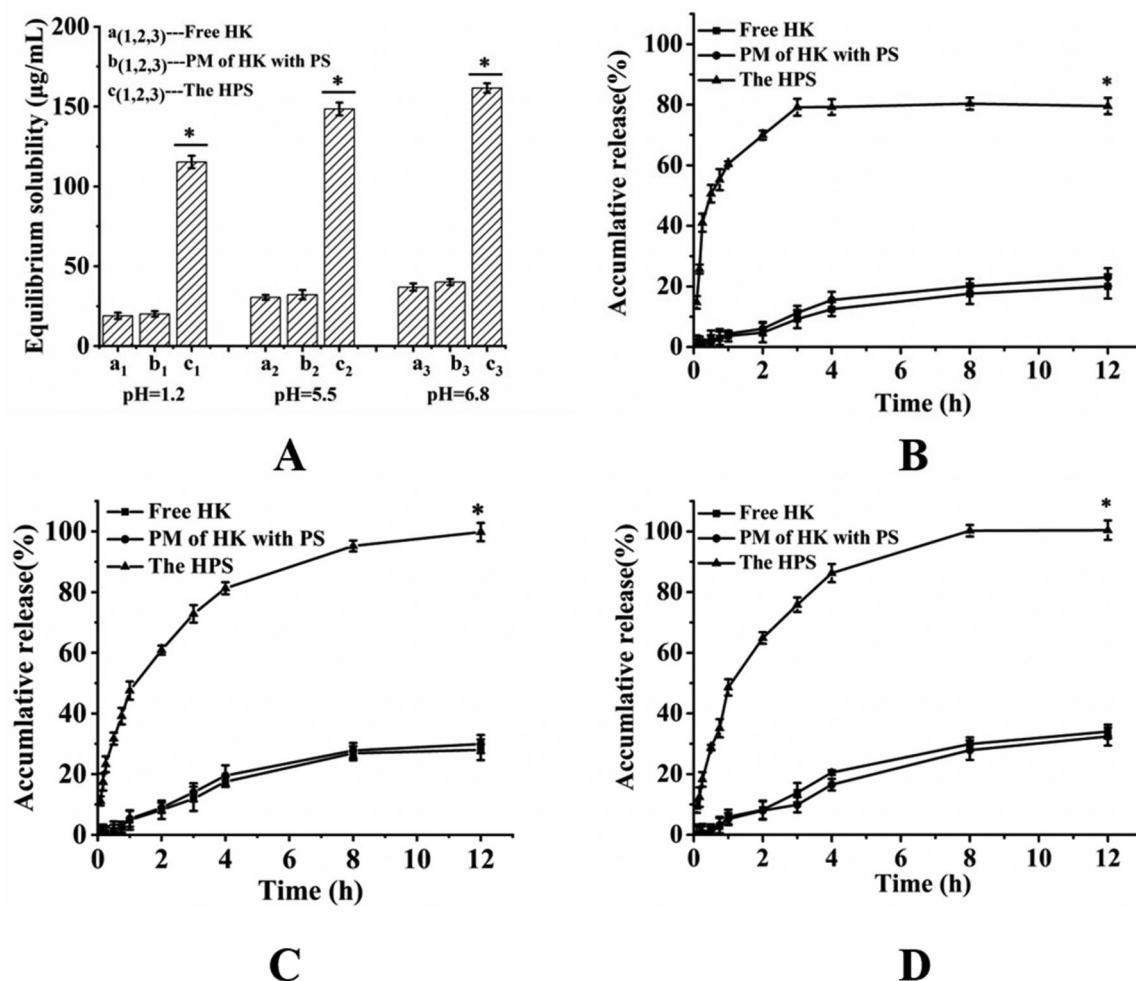 a(1,2,3)---Free HK
b(1,2,3)---PM of HK with PS
c(1,2,3)---The HPS
Equilibrium solubility (µg/mL)
200
150
100
50
0
*
*
*
a1 b1 c1 a2 b2 c2 a3 b3 c3
pH=1.2 pH=5.5 pH=6.8
A
Free HK
PM of HK with PS
The HPS
*
Accumlative release(%)
100
80
60
40
20
0
0 2 4 6 8 10 12
Time (h)
B
Free HK
PM of HK with PS
The HPS
*
Accumlative release(%)
100
80
60
40
20
0
0 2 4 6 8 10 12
Time (h)
C
Free HK
PM of HK with PS
The HPS
*
Accumlative release(%)
100
80
60
40
20
0
0 2 4 6 8 10 12
Time (h)
D